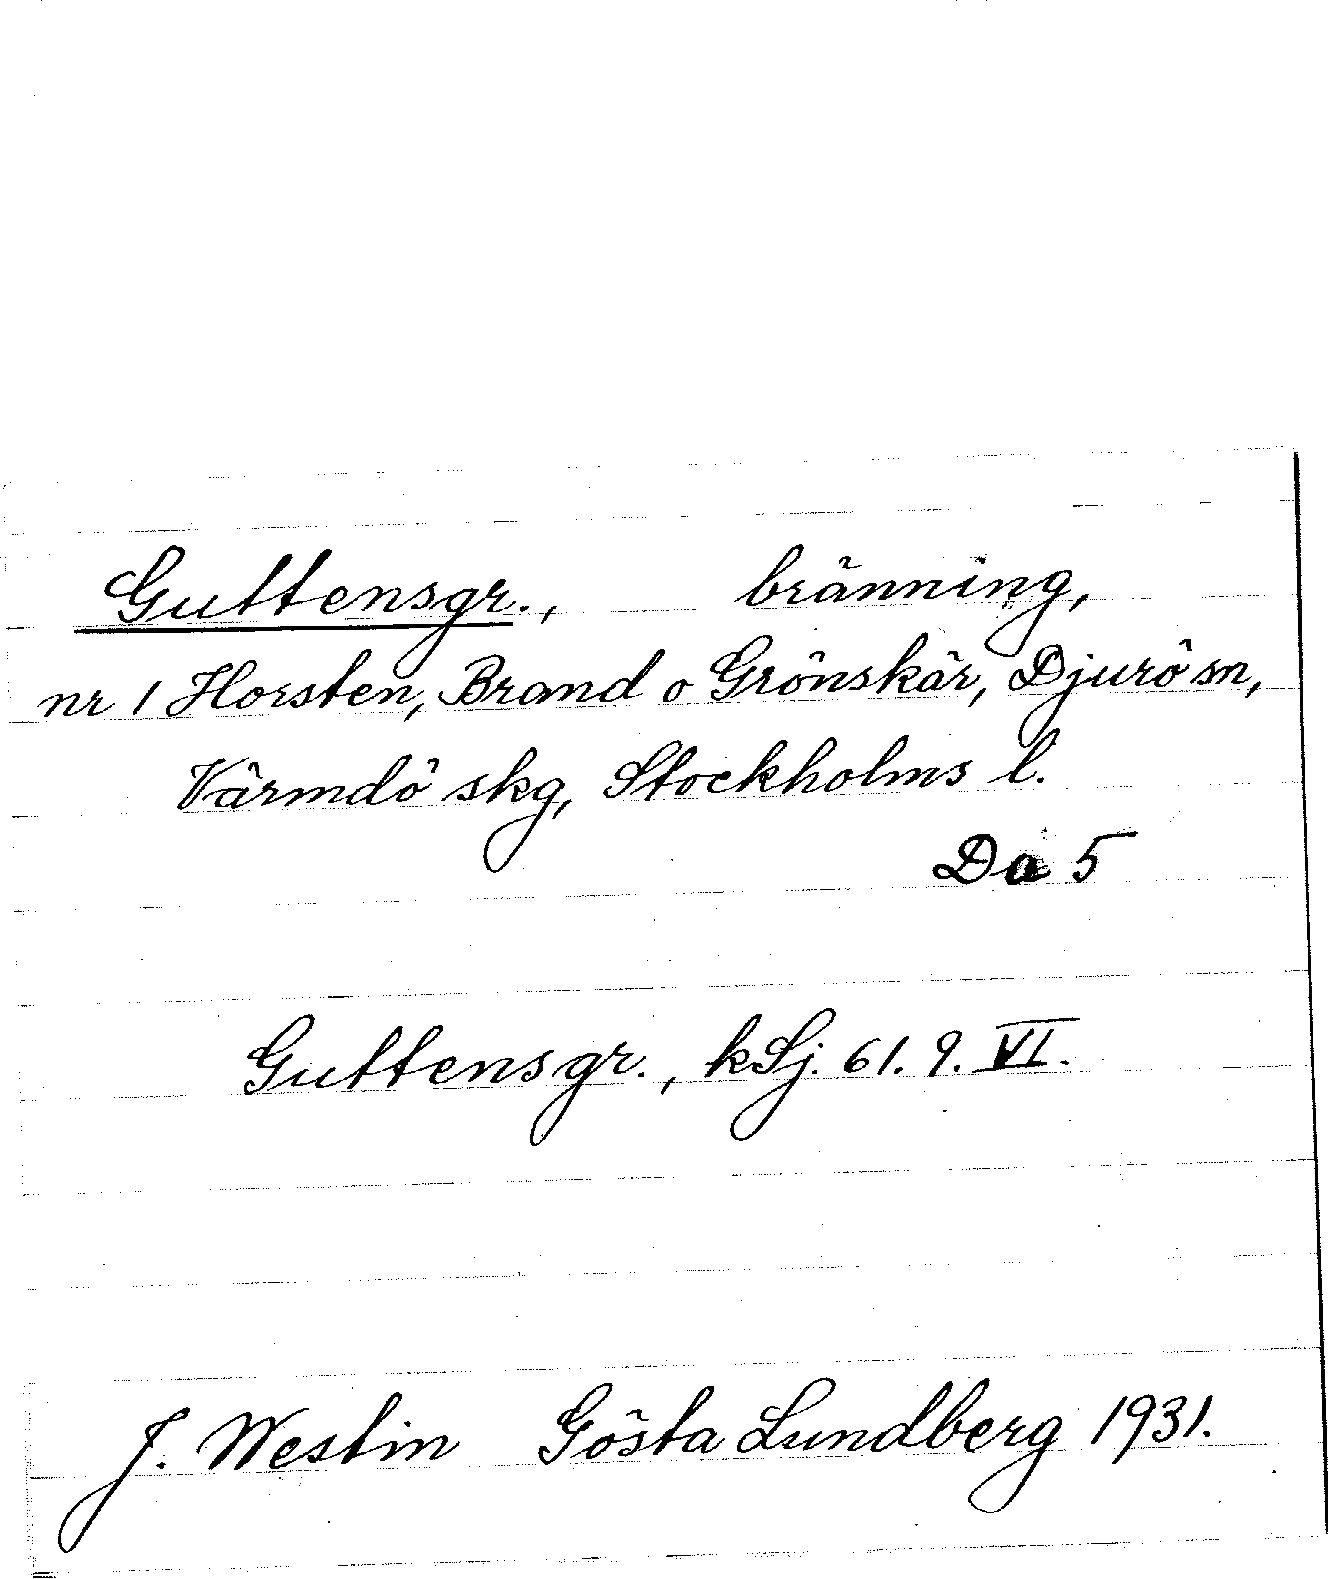 Guttensgr., bränning,
nr 1 Horsten, Brand o Grönskär, Djurö sn,
Värmdö skg, Stockholms l.
Da 5
Guttensgr., kSj. 61. 9. VI.
J. Westin Gösta Lundberg 1931.